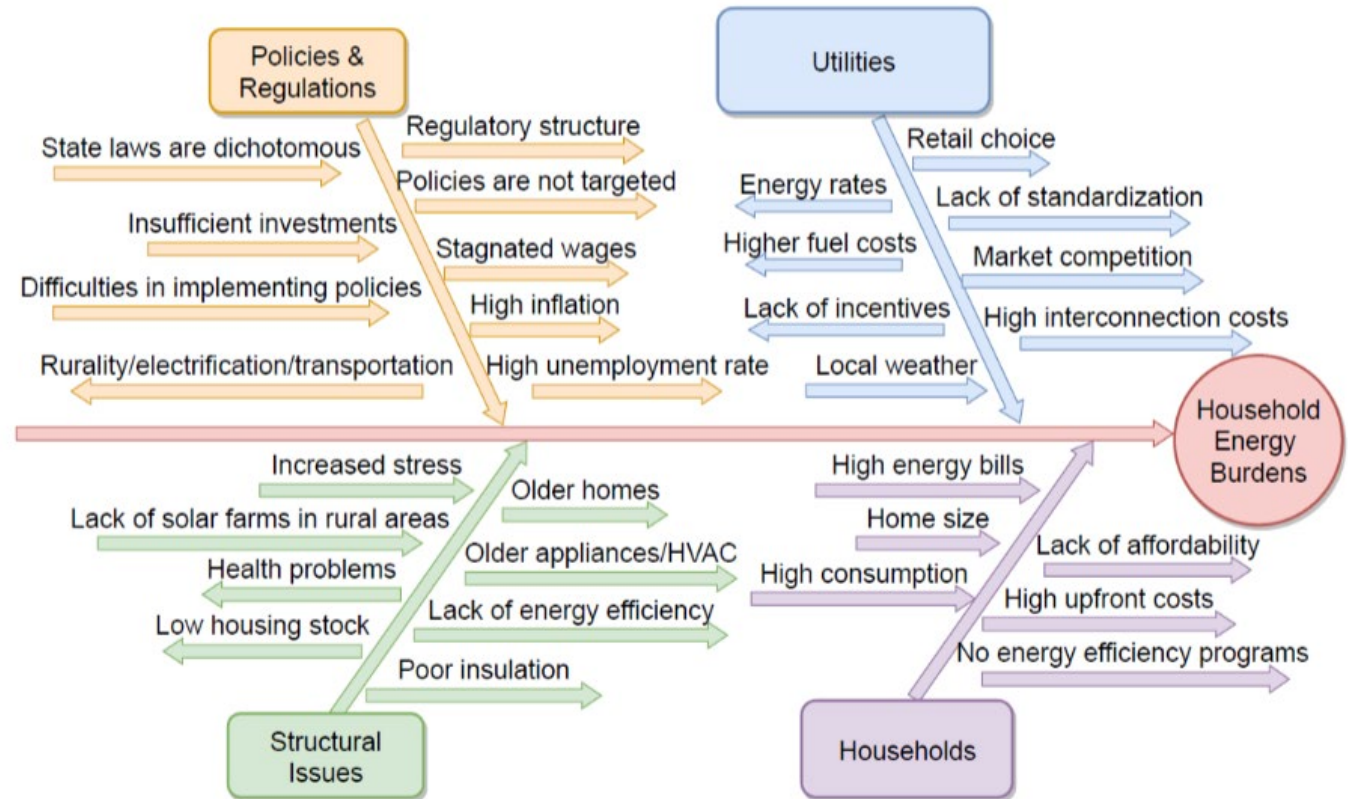 Policies &
Regulations
Utilities
State laws are dichotomous
Regulatory structure
Policies are not targeted
Insufficient investments
Stagnated wages
Difficulties in implementing policies
High inflation
Rurality/electrification/transportation
High unemployment rate
Retail choice
Energy rates
Lack of standardization
Higher fuel costs
Market competition
Lack of incentives
High interconnection costs
Local weather
Household
Energy
Burdens
Increased stress
Older homes
Lack of solar farms in rural areas
Older appliances/HVAC
Health problems
Lack of energy efficiency
Low housing stock
Poor insulation
Structural
Issues
High energy bills
Home size
Lack of affordability
High consumption
High upfront costs
No energy efficiency programs
Households